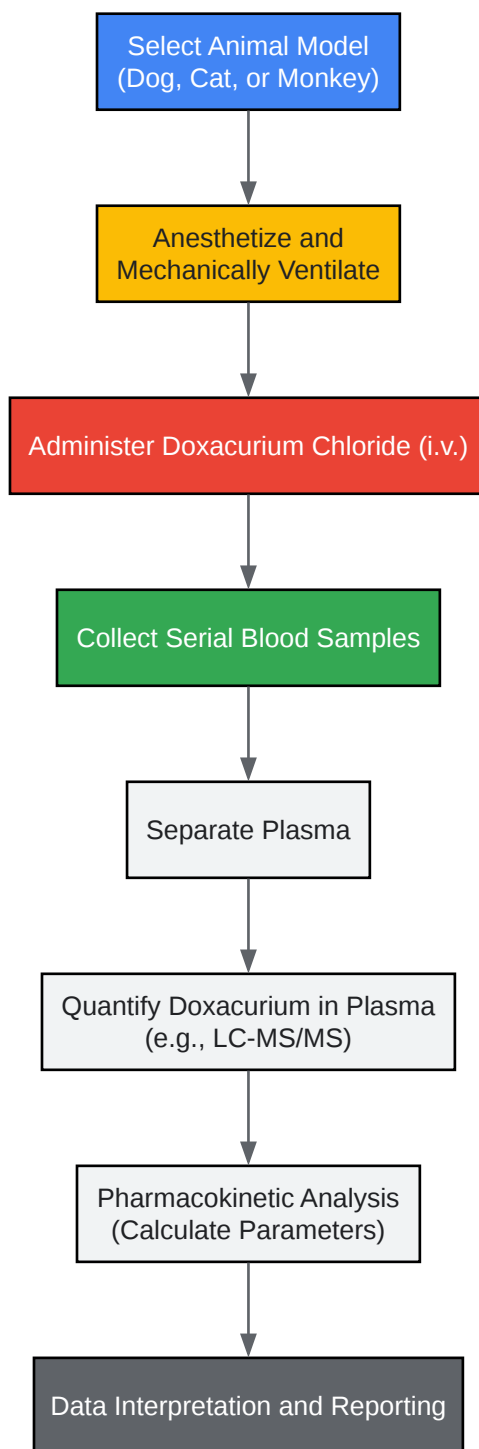 Select Animal Model
(Dog, Cat, or Monkey)
Anesthetize and
Mechanically Ventilate
Administer Doxacurium Chloride (i.v.)
Collect Serial Blood Samples
Separate Plasma
Quantify Doxacurium in Plasma
(e.g., LC-MS/MS)
Pharmacokinetic Analysis
(Calculate Parameters)
Data Interpretation and Reporting